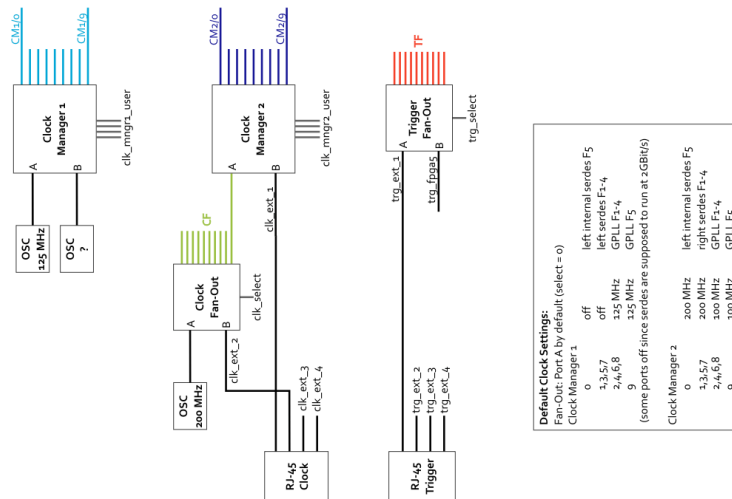 CM1/0
CM1/9
Clock
Manager 1
A
B
clk_mngr1_user
OSC
125 MHz
OSC
?
CM2/0
CM2/9
Clock
Manager 2
A
B
clk_mngr2_user
CF
clk_ext_1
Clock
Fan-Out
A
B
clk_select
clk_ext_2
OSC
200 MHz
clk_ext_3
clk_ext_4
RJ-45
Clock
TF
Trigger
Fan-Out
A
B
trg_select
trg_ext_1
trg_fpga5
trg_ext_2
trg_ext_3
trg_ext_4
RJ-45
Trigger
Default Clock Settings:
Fan-Out: Port A by default (select = 0)
Clock Manager 1
0 off left internal serdes F5
1,3,5,7 off left serdes F1-4
2,4,6,8 125 MHz GPLL F1-4
9 125 MHz GPLL F5
(some ports off since serdes are supposed to run at 2GBit/s)
Clock Manager 2
0 200 MHz left internal serdes F5
1,3,5,7 200 MHz right serdes F1-4
2,4,6,8 100 MHz GPLL F1-4
9 100 MHz GPLL F5